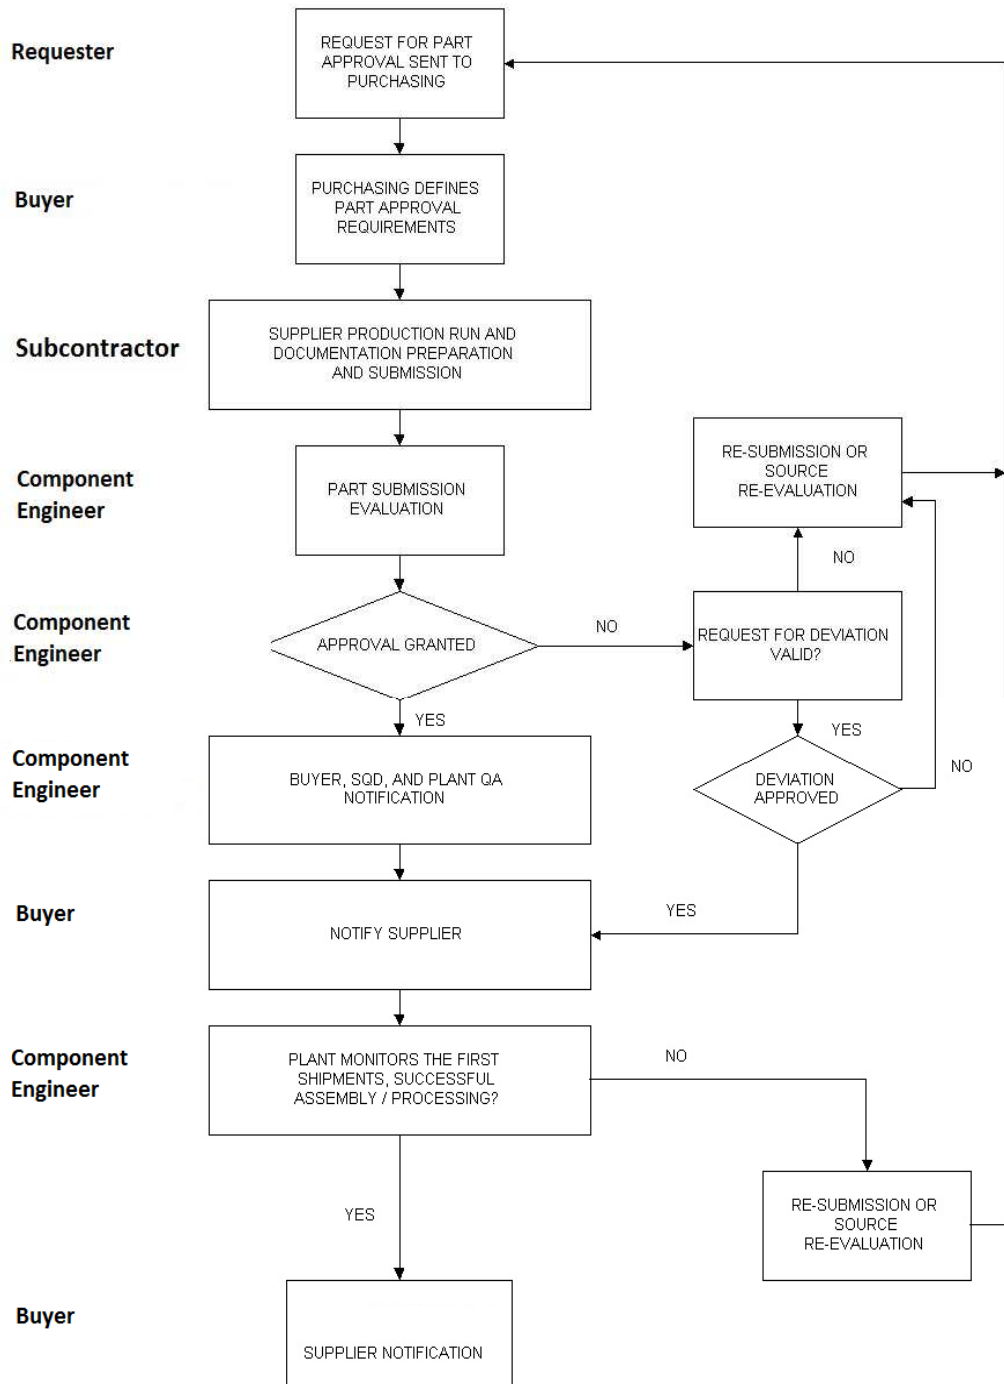 Requester
REQUEST FOR PART
APPROVAL SENT TO
PURCHASING
Buyer
PURCHASING DEFINES
PART APPROVAL
REQUIREMENTS
Subcontractor
SUPPLIER PRODUCTION RUN AND
DOCUMENTATION PREPARATION
AND SUBMISSION
Component
Engineer
PART SUBMISSION
EVALUATION
RE-SUBMISSION OR
SOURCE
RE-EVALUATION
NO
Component
Engineer
APPROVAL GRANTED
NO
REQUEST FOR DEVIATION
VALID?
YES
YES
Component
Engineer
BUYER, SQD, AND PLANT QA
NOTIFICATION
DEVIATION
APPROVED
NO
Buyer
NOTIFY SUPPLIER
YES
Component
Engineer
PLANT MONITORS THE FIRST
SHIPMENTS, SUCCESSFUL
ASSEMBLY / PROCESSING?
NO
YES
RE-SUBMISSION OR
SOURCE
RE-EVALUATION
Buyer
SUPPLIER NOTIFICATION